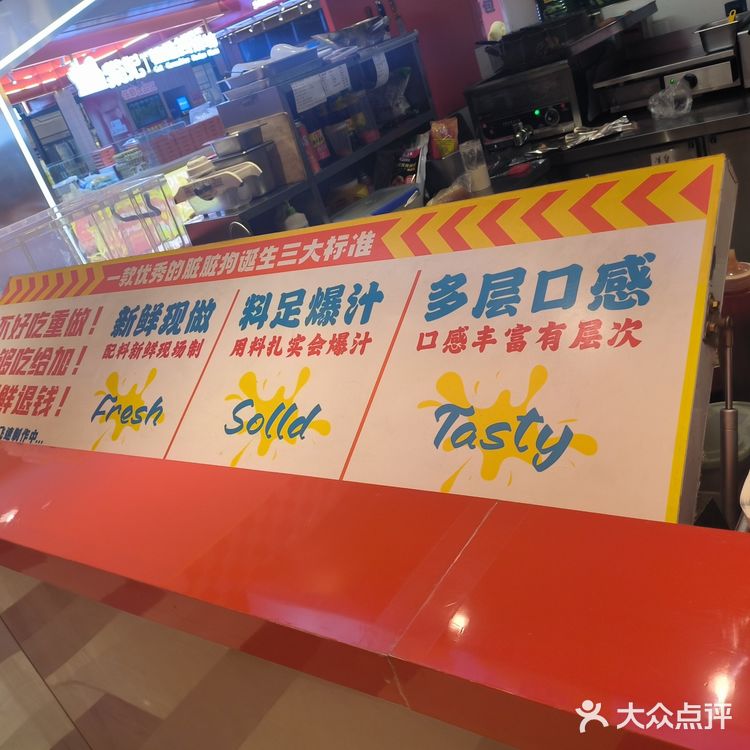 一款优秀的脏脏狗诞生三大标准
不好吃重做！
吃给加！
鲜退钱！
制作中...
新鲜现做
配料新鲜现场制
Fresh
料足爆汁
用料扎实会爆汁
Solld
多层口感
口感丰富有层次
Tasty
大众点评